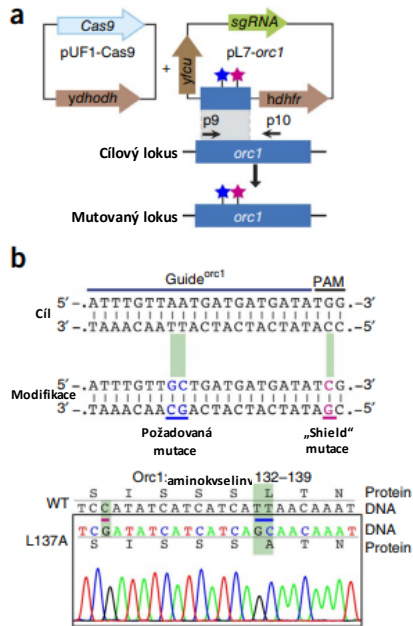 a
Cas9
pUF1-Cas9
ydhodh
+
sgRNA
pL7-orc1
yfcu
hdhfr
p9 p10
Cílový lokus orc1
Mutovaný lokus orc1
b
Guide^orc1 PAM
5′ -.ATTTGTTAATGATGATGATATGG.-3′
Cíl
3′ -.TAAACAATTACTACTACTATACC.-5′
5′ -.ATTTGTTGCTGATGATGATATCG.-3′
Modifikace
3′ -.TAAACAACGACTACTACTATAGC.-5′
Požadovaná mutace
„Shield“ mutace
Orc1: aminokyseliny 132–139
S I S S S L T N Protein
WT TCCATATCATCATCATTAACAAAT DNA
L137A TCGATATCATCATCAGCAACAAAT DNA
S I S S S A T N Protein